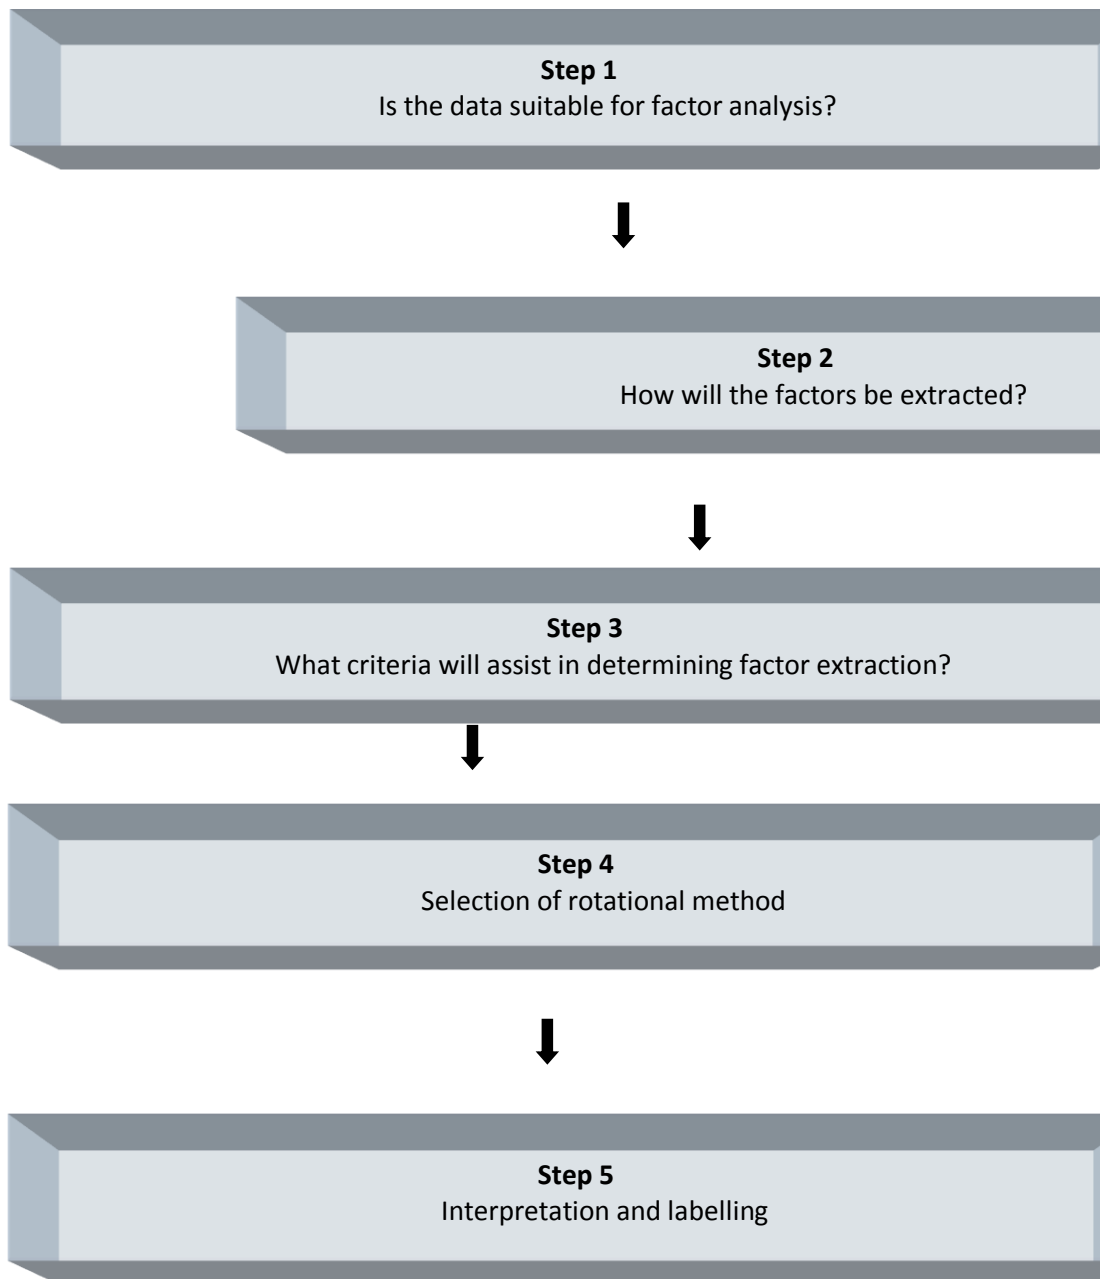 Step 1
Is the data suitable for factor analysis?
Step 2
How will the factors be extracted?
Step 3
What criteria will assist in determining factor extraction?
Step 4
Selection of rotational method
Step 5
Interpretation and labelling